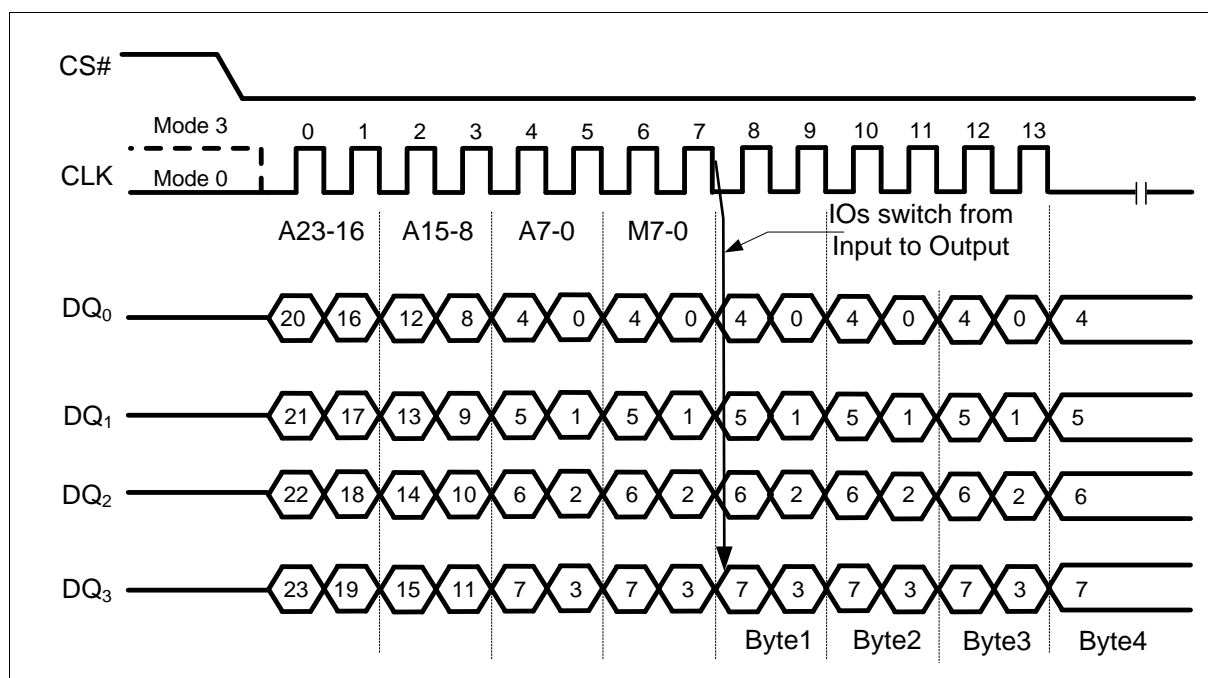 CS#
Mode 3
0 1 2 3 4 5 6 7 8 9 10 11 12 13
CLK
Mode 0
IOs switch from
Input to Output
A23-16 A15-8 A7-0 M7-0
DQ0 20 16 12 8 4 0 4 0 4 0 4 0 4 0 4
DQ1 21 17 13 9 5 1 5 1 5 1 5 1 5 1 5
DQ2 22 18 14 10 6 2 6 2 6 2 6 2 6 2 6
DQ3 23 19 15 11 7 3 7 3 7 3 7 3 7 3 7
Byte1 Byte2 Byte3 Byte4